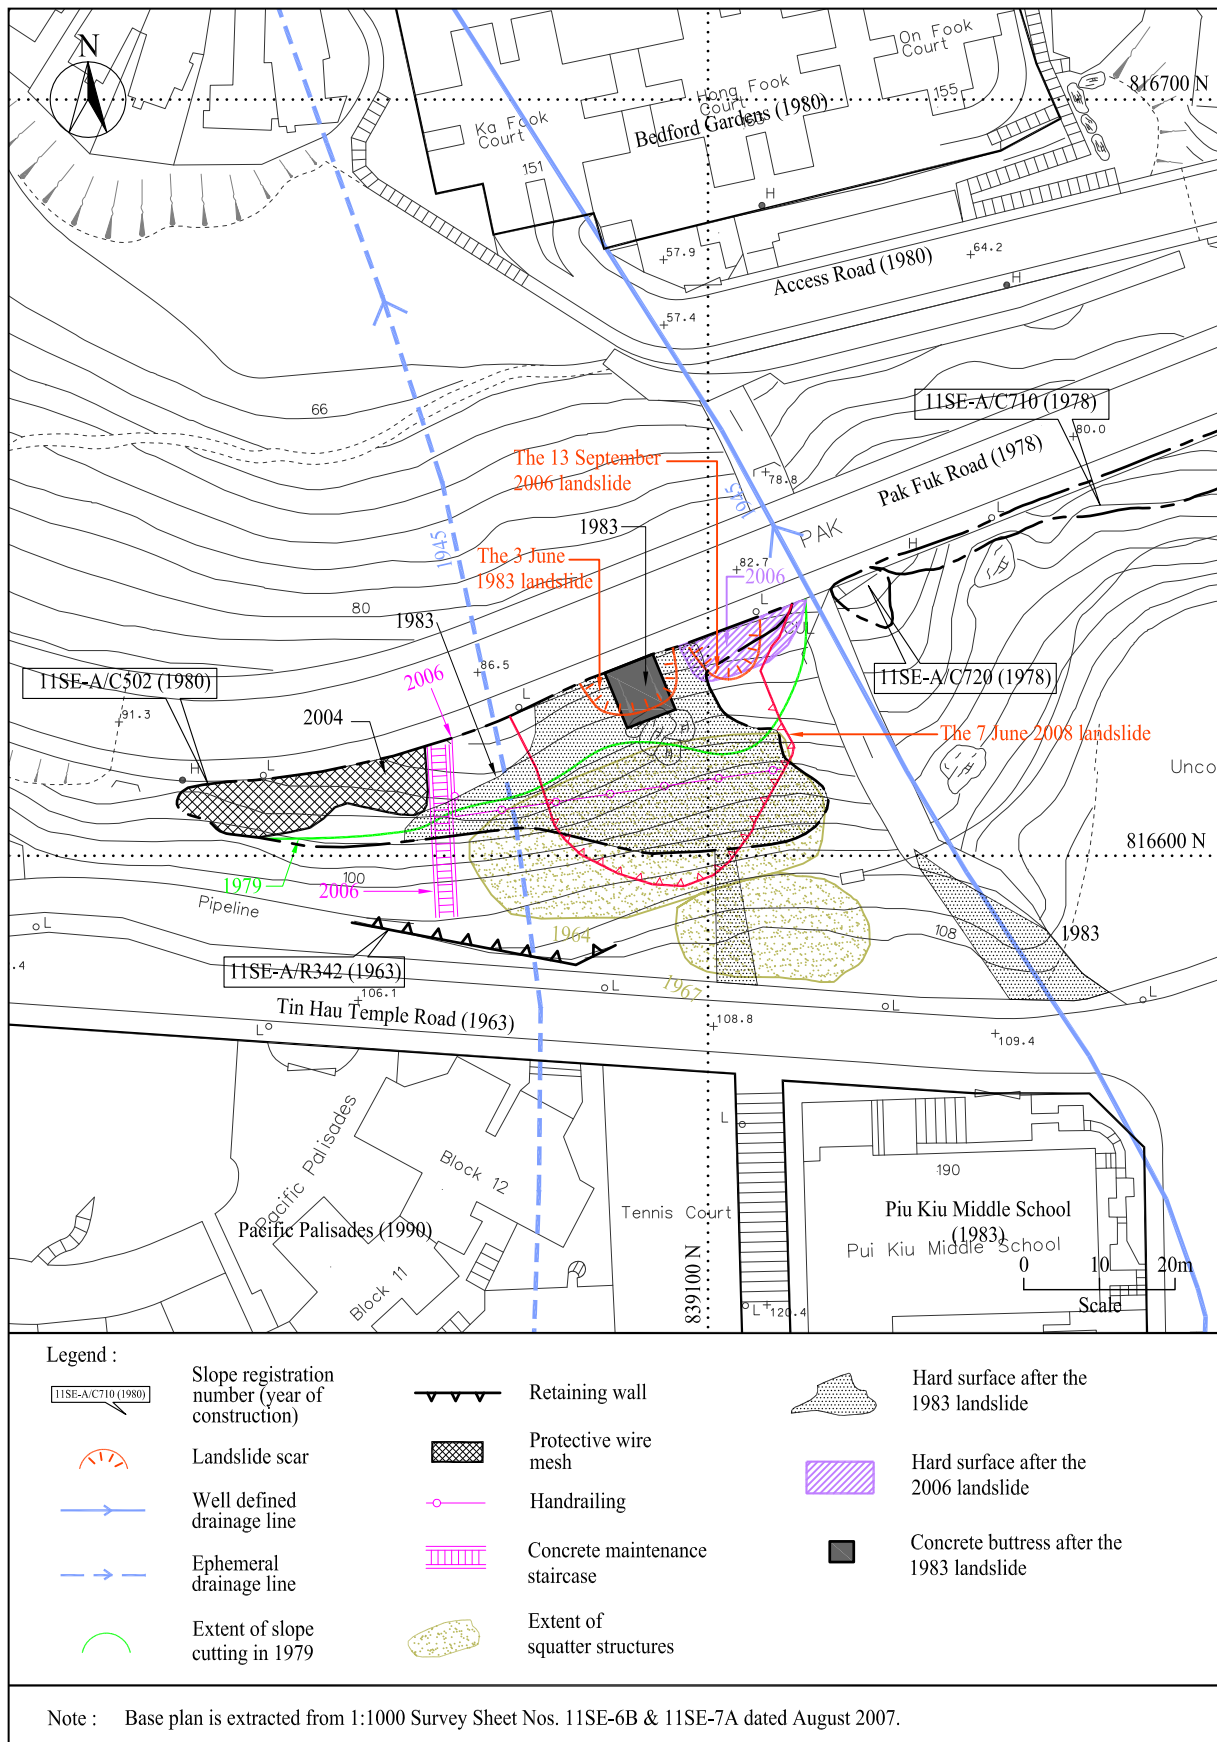 N
On Fook
Court
816700 N
155
Hong Fook
Court
Bedford Gardens (1980)
Ka Fook
Court
151
H
57.9
64.2
Access Road (1980)
H
57.4
66
11SE-A/C710 (1978)
80.0
The 13 September
2006 landslide
78.8
Pak Fuk Road (1978)
1945
1983
PAK
H
1945
The 3 June
1983 landslide
82.7
2006
80
L
1983
CUL
86.5
11SE-A/C502 (1980)
2006
11SE-A/C720 (1978)
91.3
2004
L
The 7 June 2008 landslide
H
L
Unco
816600 N
1979
100
2006
Pipeline
L
1964
108
1983
.4
11SE-A/R342 (1963)
1967
106.1
L
L
L
Tin Hau Temple Road (1963)
L
108.8
109.4
Pacific Palisades
L
Block 12
190
Tennis Court
Piu Kiu Middle School
(1983)
Pacific Palisades (1990)
Pui Kiu Middle School
839100 N
0 10 20m
Block 11
Scale
L
120.4
Legend :
11SE-A/C710 (1980)
Slope registration
number (year of
construction)
Landslide scar
Well defined
drainage line
Ephemeral
drainage line
Extent of slope
cutting in 1979
Retaining wall
Protective wire
mesh
Handrailing
Concrete maintenance
staircase
Extent of
squatter structures
Hard surface after the
1983 landslide
Hard surface after the
2006 landslide
Concrete buttress after the
1983 landslide
Note : Base plan is extracted from 1:1000 Survey Sheet Nos. 11SE-6B & 11SE-7A dated August 2007.